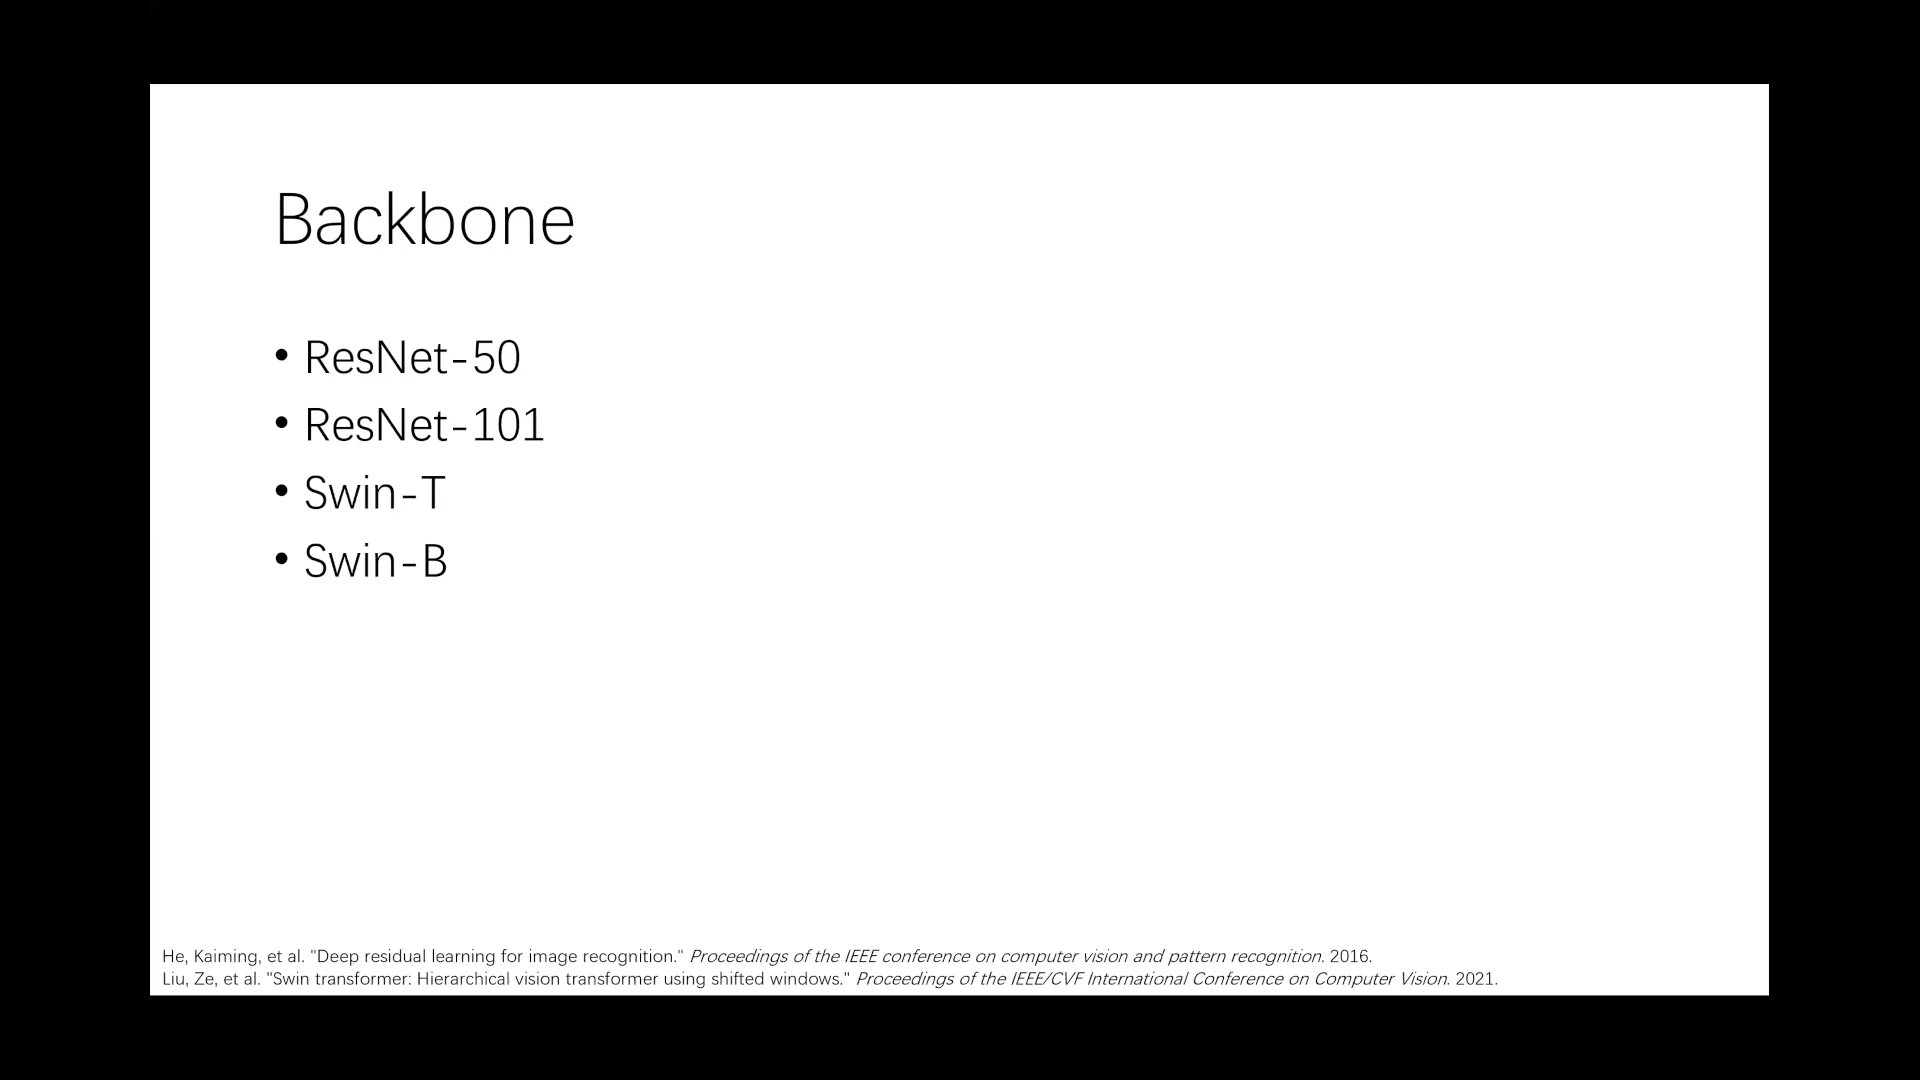 Backbone
• ResNet-50
• ResNet-101
• Swin-T
• Swin-B
He, Kaiming, et al. "Deep residual learning for image recognition." Proceedings of the IEEE conference on computer vision and pattern recognition. 2016.
Liu, Ze, et al. "Swin transformer: Hierarchical vision transformer using shifted windows." Proceedings of the IEEE/CVF International Conference on Computer Vision. 2021.